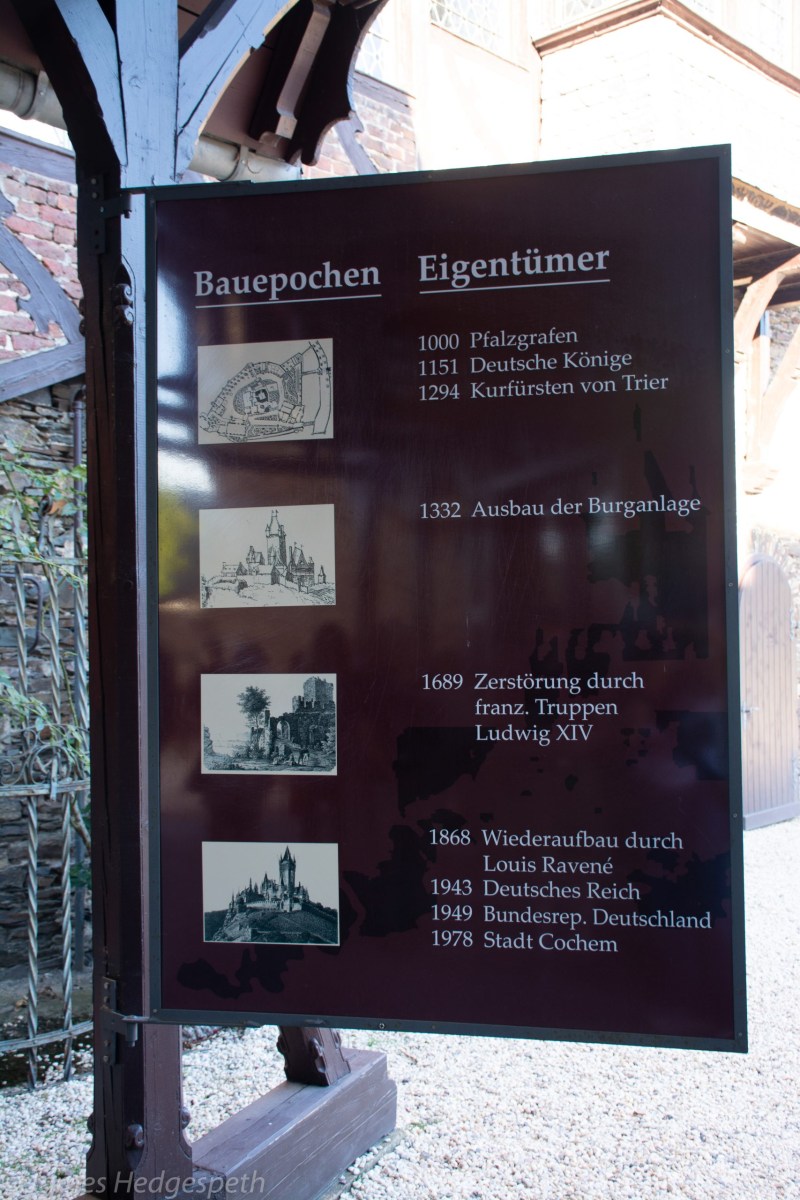 Bauepochen
Eigentümer
1000 Pfalzgrafen
1151 Deutsche Könige
1294 Kurfürsten von Trier
1332 Ausbau der Burganlage
1689 Zerstörung durch
franz. Truppen
Ludwig XIV
1868 Wiederaufbau durch
Louis Ravené
1943 Deutsches Reich
1949 Bundesrep. Deutschland
1978 Stadt Cochem
James Hedgespeth